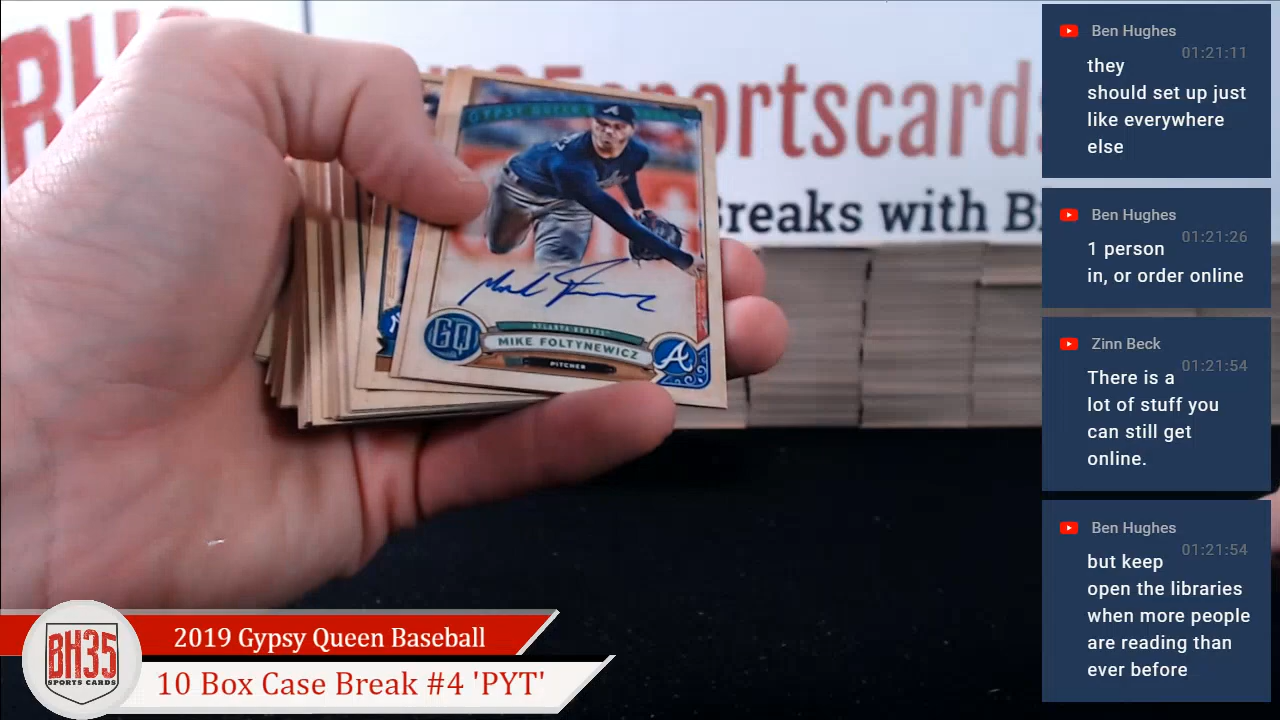 GYPSY QUEEN
ortscards
Breaks with B
ATLANTA BRAVES
GQ
MIKE FOLTYNEWICZ
A
PITCHER
Ben Hughes
01:21:11
they
should set up just
like everywhere
else
Ben Hughes
01:21:26
1 person
in, or order online
Zinn Beck
01:21:54
There is a
lot of stuff you
can still get
online.
Ben Hughes
01:21:54
but keep
open the libraries
when more people
are reading than
ever before
BH35
SPORTS CARDS
2019 Gypsy Queen Baseball
10 Box Case Break #4 'PYT'